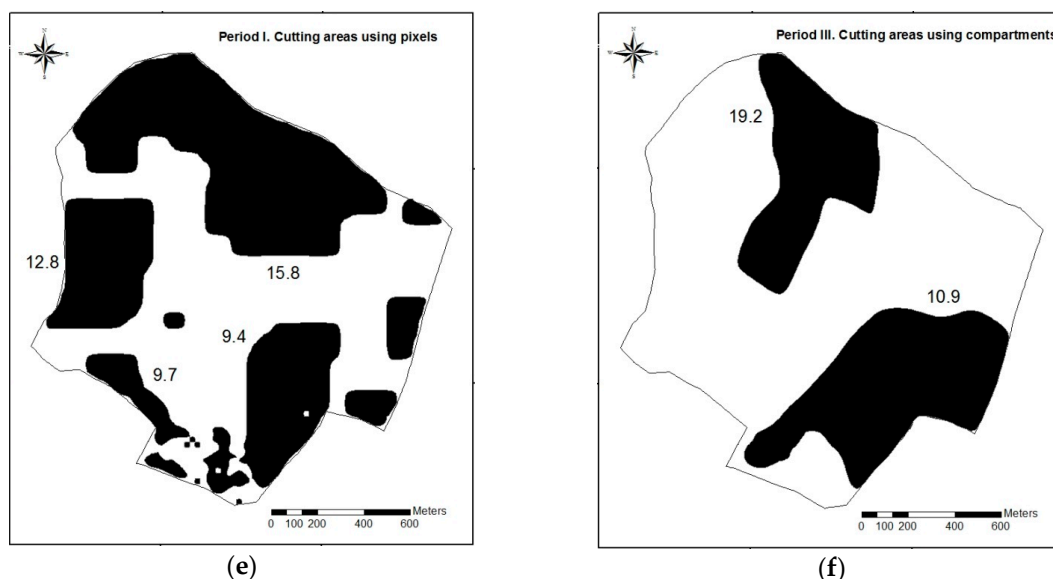 Period I. Cutting areas using pixels
N
W E
S
12.8
15.8
9.4
9.7
Meters
0 100 200 400 600
(e)
Period III. Cutting areas using compartments
N
W E
S
19.2
10.9
Meters
0 100 200 400 600
(f)